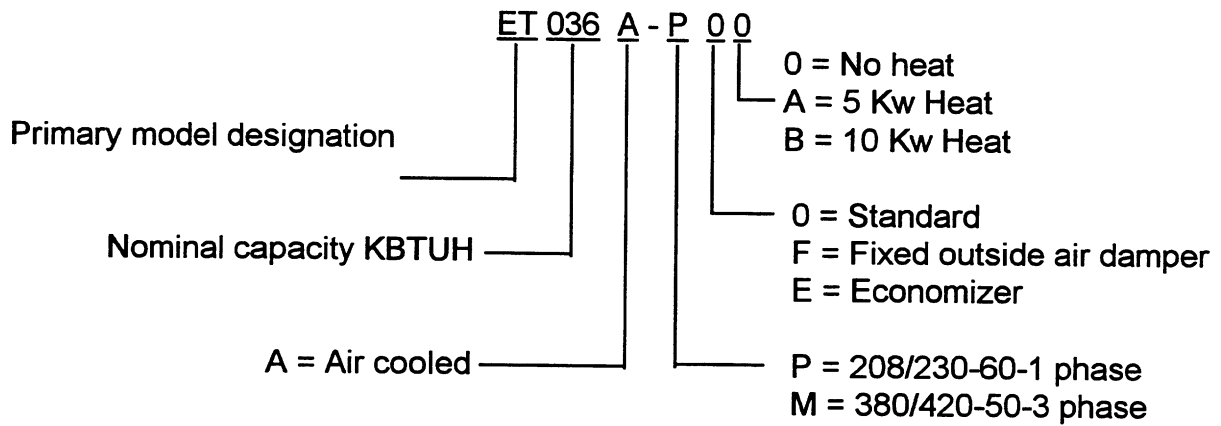 ET 036 A - P 0 0
0 = No heat
A = 5 Kw Heat
B = 10 Kw Heat
Primary model designation
0 = Standard
Nominal capacity KBTUH
F = Fixed outside air damper
E = Economizer
A = Air cooled
P = 208/230-60-1 phase
M = 380/420-50-3 phase